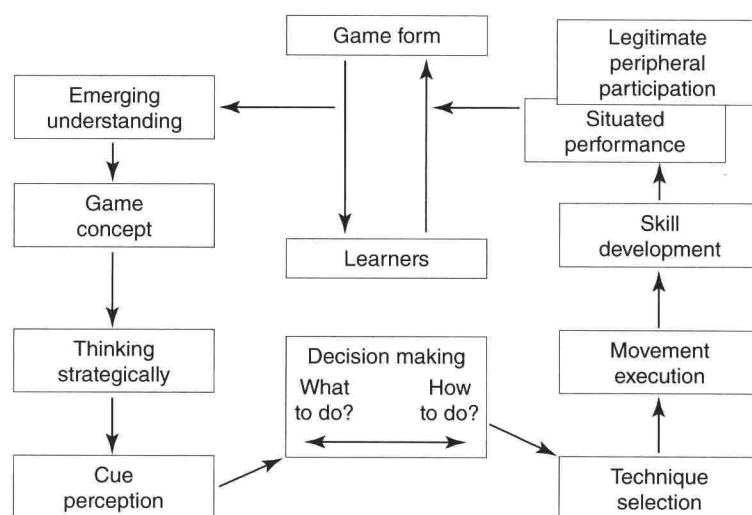 Game form
Legitimate
peripheral
participation
Emerging
understanding
Situated
performance
Game
concept
Learners
Skill
development
Thinking
strategically
Decision making
What
to do?
How
to do?
Movement
execution
Cue
perception
Technique
selection